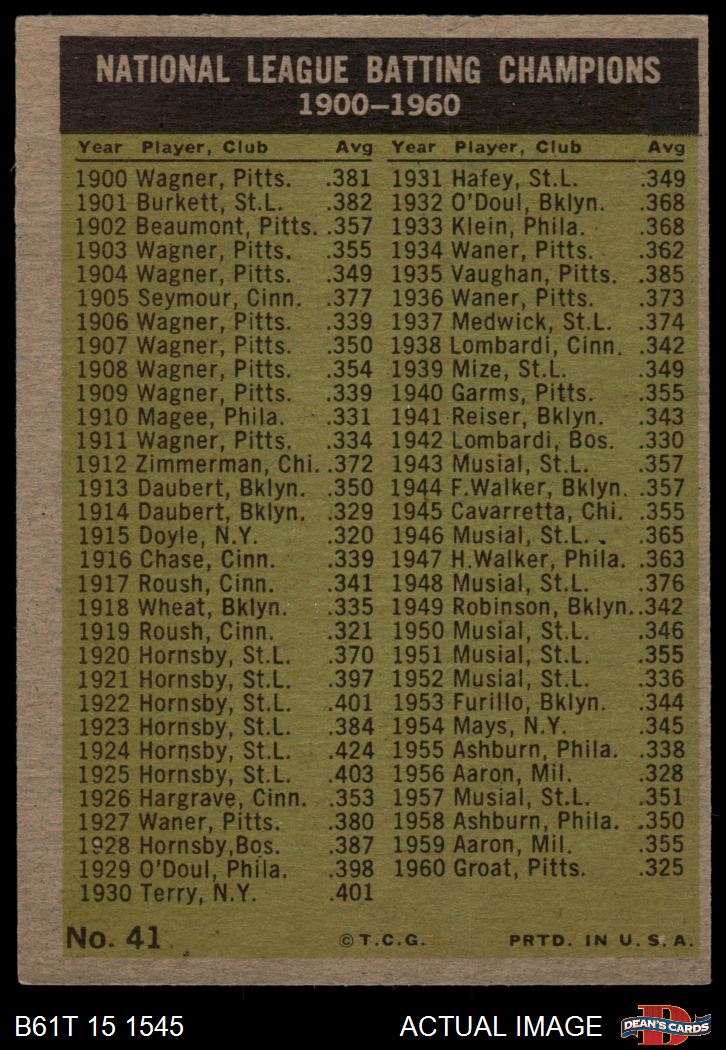 NATIONAL LEAGUE BATTING CHAMPIONS
1900–1960
Year Player, Club Avg
1900 Wagner, Pitts. .381
1901 Burkett, St.L. .382
1902 Beaumont, Pitts. .357
1903 Wagner, Pitts. .355
1904 Wagner, Pitts. .349
1905 Seymour, Cinn. .377
1906 Wagner, Pitts. .339
1907 Wagner, Pitts. .350
1908 Wagner, Pitts. .354
1909 Wagner, Pitts. .339
1910 Magee, Phila. .331
1911 Wagner, Pitts. .334
1912 Zimmerman, Chi. .372
1913 Daubert, Bklyn. .350
1914 Daubert, Bklyn. .329
1915 Doyle, N.Y. .320
1916 Chase, Cinn. .339
1917 Roush, Cinn. .341
1918 Wheat, Bklyn. .335
1919 Roush, Cinn. .321
1920 Hornsby, St.L. .370
1921 Hornsby, St.L. .397
1922 Hornsby, St.L. .401
1923 Hornsby, St.L. .384
1924 Hornsby, St.L. .424
1925 Hornsby, St.L. .403
1926 Hargrave, Cinn. .353
1927 Waner, Pitts. .380
1928 Hornsby,Bos. .387
1929 O'Doul, Phila. .398
1930 Terry, N.Y. .401
Year Player, Club Avg
1931 Hafey, St.L. .349
1932 O'Doul, Bklyn. .368
1933 Klein, Phila. .368
1934 Waner, Pitts. .362
1935 Vaughan, Pitts. .385
1936 Waner, Pitts. .373
1937 Medwick, St.L. .374
1938 Lombardi, Cinn. .342
1939 Mize, St.L. .349
1940 Garms, Pitts. .355
1941 Reiser, Bklyn. .343
1942 Lombardi, Bos. .330
1943 Musial, St.L. .357
1944 F.Walker, Bklyn. .357
1945 Cavarretta, Chi. .355
1946 Musial, St.L. .365
1947 H.Walker, Phila. .363
1948 Musial, St.L. .376
1949 Robinson, Bklyn. .342
1950 Musial, St.L. .346
1951 Musial, St.L. .355
1952 Musial, St.L. .336
1953 Furillo, Bklyn. .344
1954 Mays, N.Y. .345
1955 Ashburn, Phila. .338
1956 Aaron, Mil. .328
1957 Musial, St.L. .351
1958 Ashburn, Phila. .350
1959 Aaron, Mil. .355
1960 Groat, Pitts. .325
No. 41 © T.C.G. PRTD. IN U.S.A.
B61T 15 1545 ACTUAL IMAGE D DEAN'S CARDS